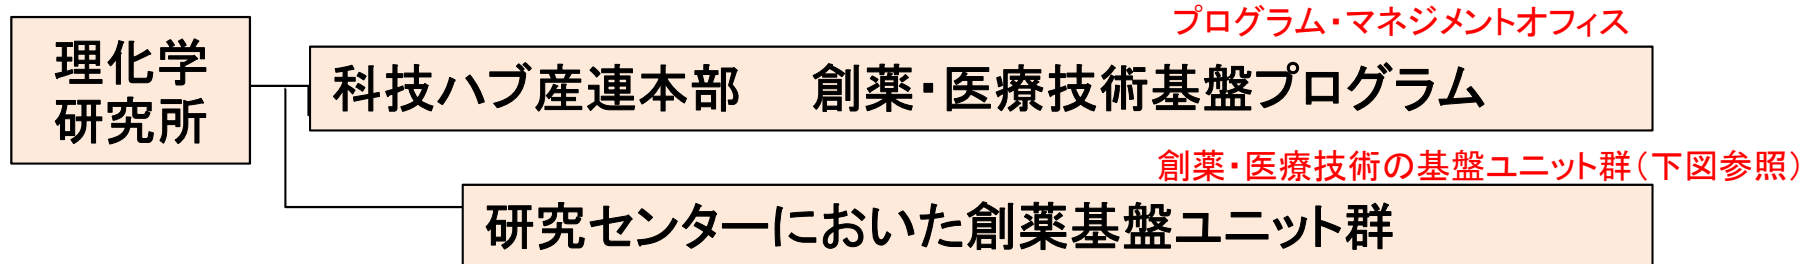 理化学
研究所
プログラム・マネジメントオフィス
科技ハブ産連本部　創薬・医療技術基盤プログラム
創薬・医療技術の基盤ユニット群（下図参照）
研究センターにおいた創薬基盤ユニット群